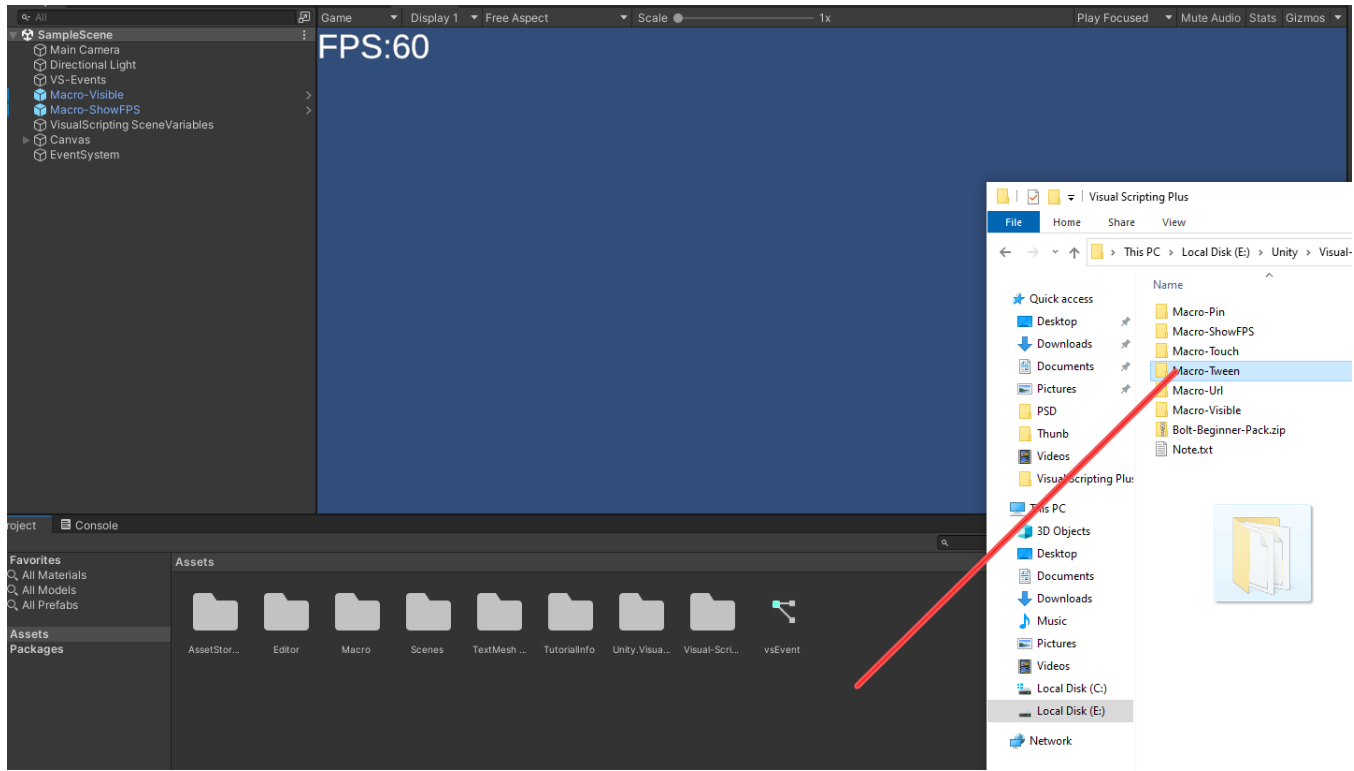 All
Game Display 1 Free Aspect Scale 1x Play Focused Mute Audio Stats Gizmos
SampleScene
Main Camera
Directional Light
VS-Events
Macro-Visible
Macro-ShowFPS
VisualScripting SceneVariables
Canvas
EventSystem
FPS:60
Visual Scripting Plus
File Home Share View
This PC > Local Disk (E:) > Unity > Visual-
Name
Quick access
Desktop
Downloads
Documents
Pictures
PSD
Thunb
Videos
Visual Scripting Plus
This PC
3D Objects
Desktop
Documents
Downloads
Music
Pictures
Videos
Local Disk (C:)
Local Disk (E:)
Network
Macro-Pin
Macro-ShowFPS
Macro-Touch
Macro-Tween
Macro-Url
Macro-Visible
Bolt-Beginner-Pack.zip
Note.txt
roject Console
Favorites
All Materials
All Models
All Prefabs
Assets
Packages
Assets
AssetStor... Editor Macro Scenes TextMesh ... TutorialInfo Unity.Visua... Visual-Scri... vsEvent